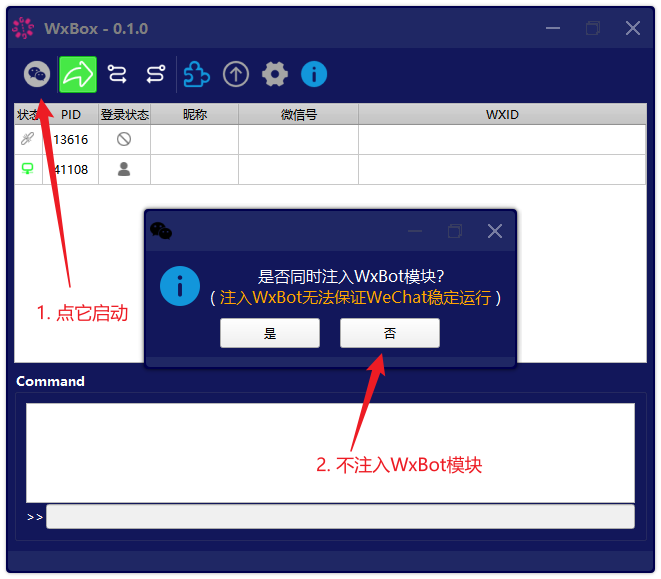 WxBox - 0.1.0
状态 PID 登录状态 昵称 微信号 WXID
13616
41108
是否同时注入WxBot模块?
( 注入WxBot无法保证WeChat稳定运行 )
是 否
1. 点它启动
Command
2. 不注入WxBot模块
>>